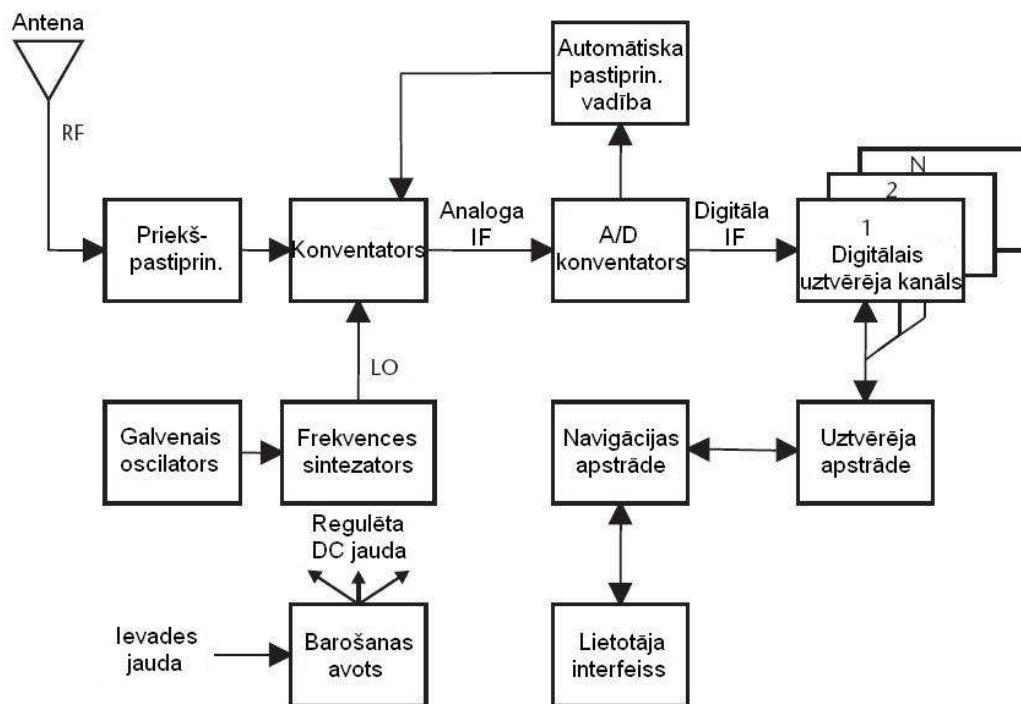 Antena
RF
Automātiska
pastiprin.
vadība
N
2
1
Digitālais
uztvērēja kanāls
Priekš-
pastiprin.
Konventators
Analoga
IF
A/D
konventators
Digitāla
IF
LO
Galvenais
oscilators
Frekvences
sintezators
Navigācijas
apstrāde
Uztvērēja
apstrāde
Regulēta
DC jauda
Ievades
jauda
Barošanas
avots
Lietotāja
interfeiss